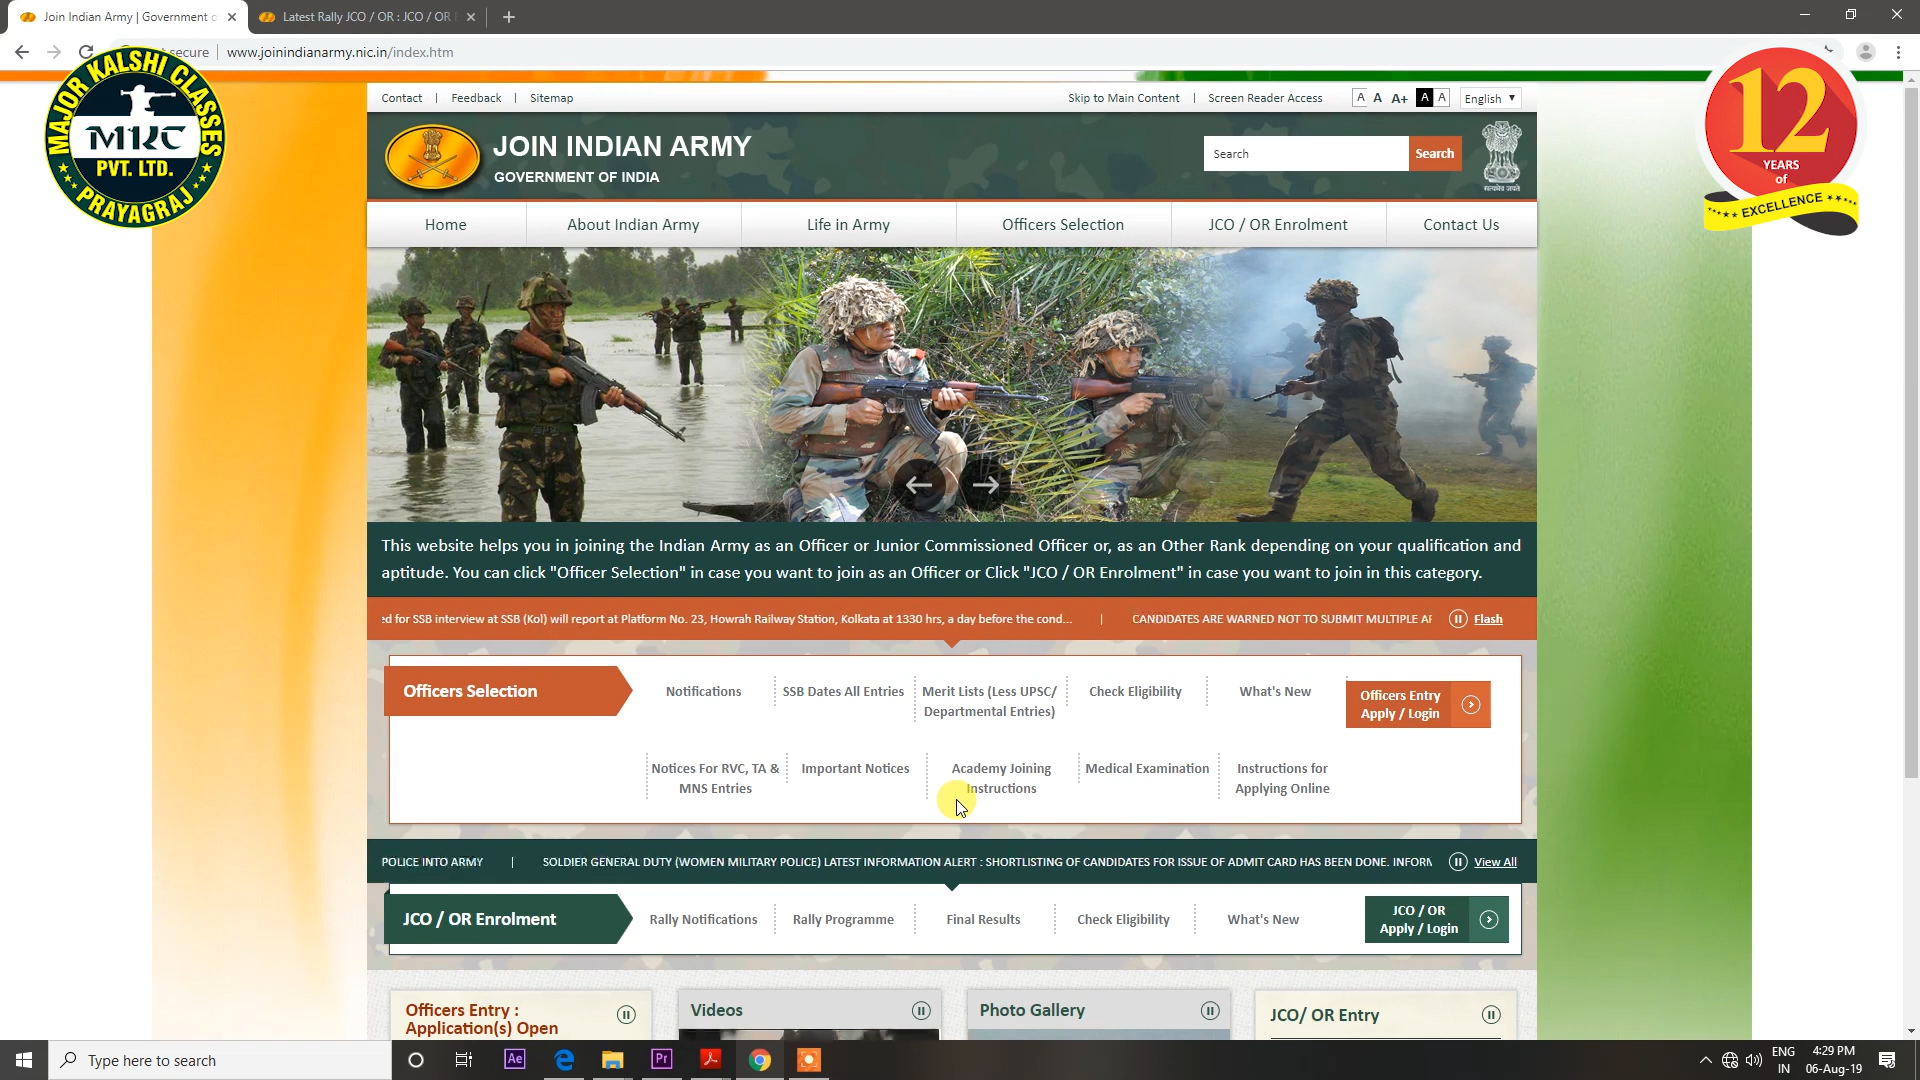 Join Indian Army | Government o
Latest Rally JCO / OR : JCO / OR
secure
www.joinindianarmy.nic.in/index.htm
MAJOR KALSHI CLASSES
MKC
PVT. LTD.
PRAYAGRAJ
12
YEARS
of
EXCELLENCE
Contact | Feedback | Sitemap
Skip to Main Content | Screen Reader Access
A A A+ A A English
JOIN INDIAN ARMY
GOVERNMENT OF INDIA
Search Search
सत्यमेव जयते
Home About Indian Army Life in Army Officers Selection JCO / OR Enrolment Contact Us
This website helps you in joining the Indian Army as an Officer or Junior Commissioned Officer or, as an Other Rank depending on your qualification and
aptitude. You can click "Officer Selection" in case you want to join as an Officer or Click "JCO / OR Enrolment" in case you want to join in this category.
ed for SSB interview at SSB (Kol) will report at Platform No. 23, Howrah Railway Station, Kolkata at 1330 hrs, a day before the cond... | CANDIDATES ARE WARNED NOT TO SUBMIT MULTIPLE AP Flash
Officers Selection
Notifications
SSB Dates All Entries
Merit Lists (Less UPSC/
Departmental Entries)
Check Eligibility
What's New
Officers Entry
Apply / Login
Notices For RVC, TA &
MNS Entries
Important Notices
Academy Joining
Instructions
Medical Examination
Instructions for
Applying Online
POLICE INTO ARMY | SOLDIER GENERAL DUTY (WOMEN MILITARY POLICE) LATEST INFORMATION ALERT : SHORTLISTING OF CANDIDATES FOR ISSUE OF ADMIT CARD HAS BEEN DONE. INFORM View All
JCO / OR Enrolment
Rally Notifications
Rally Programme
Final Results
Check Eligibility
What's New
JCO / OR
Apply / Login
Officers Entry :
Application(s) Open
Videos
Photo Gallery
JCO/ OR Entry
Type here to search
Ae
Pr
ENG
IN
4:29 PM
06-Aug-19